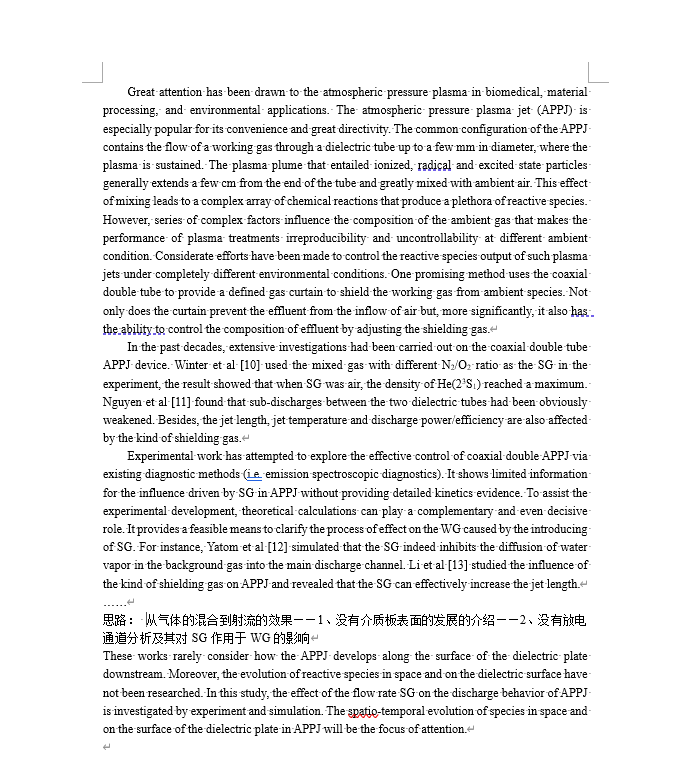 Great attention has been drawn to the atmospheric pressure plasma in biomedical, material
processing, and environmental applications. The atmospheric pressure plasma jet (APPJ) is
especially popular for its convenience and great directivity. The common configuration of the APPJ
contains the flow of a working gas through a dielectric tube up to a few mm in diameter, where the
plasma is sustained. The plasma plume that entailed ionized, radical and excited state particles
generally extends a few cm from the end of the tube and greatly mixed with ambient air. This effect
of mixing leads to a complex array of chemical reactions that produce a plethora of reactive species.
However, series of complex factors influence the composition of the ambient gas that makes the
performance of plasma treatments irreproducibility and uncontrollability at different ambient
condition. Considerate efforts have been made to control the reactive species output of such plasma
jets under completely different environmental conditions. One promising method uses the coaxial
double tube to provide a defined gas curtain to shield the working gas from ambient species. Not
only does the curtain prevent the effluent from the inflow of air but, more significantly, it also has
the ability to control the composition of effluent by adjusting the shielding gas.
In the past decades, extensive investigations had been carried out on the coaxial double tube
APPJ device. Winter et al [10] used the mixed gas with different N₂/O₂ ratio as the SG in the
experiment, the result showed that when SG was air, the density of He(2³S₁) reached a maximum.
Nguyen et al [11] found that sub-discharges between the two dielectric tubes had been obviously
weakened. Besides, the jet length, jet temperature and discharge power/efficiency are also affected
by the kind of shielding gas.
Experimental work has attempted to explore the effective control of coaxial double APPJ via
existing diagnostic methods (i.e. emission spectroscopic diagnostics). It shows limited information
for the influence driven by SG in APPJ without providing detailed kinetics evidence. To assist the
experimental development, theoretical calculations can play a complementary and even decisive
role. It provides a feasible means to clarify the process of effect on the WG caused by the introducing
of SG. For instance, Yatom et al [12] simulated that the SG indeed inhibits the diffusion of water
vapor in the background gas into the main discharge channel. Li et al [13] studied the influence of
the kind of shielding gas on APPJ and revealed that the SG can effectively increase the jet length.
……
思路： 从气体的混合到射流的效果——1、没有介质板表面的发展的介绍——2、没有放电
通道分析及其对 SG 作用于 WG 的影响
These works rarely consider how the APPJ develops along the surface of the dielectric plate
downstream. Moreover, the evolution of reactive species in space and on the dielectric surface have
not been researched. In this study, the effect of the flow rate SG on the discharge behavior of APPJ
is investigated by experiment and simulation. The spatio-temporal evolution of species in space and
on the surface of the dielectric plate in APPJ will be the focus of attention.